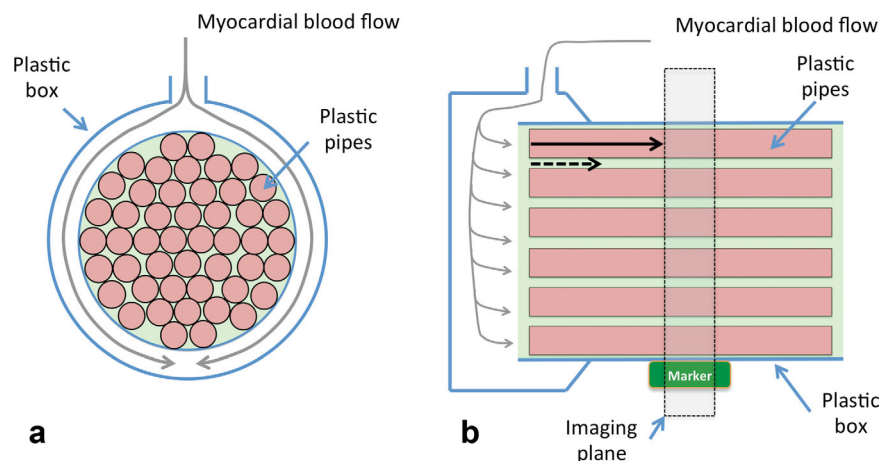 Myocardial blood flow
Plastic
box
Plastic
pipes
a
Myocardial blood flow
Plastic
pipes
Marker
Imaging
plane
Plastic
box
b